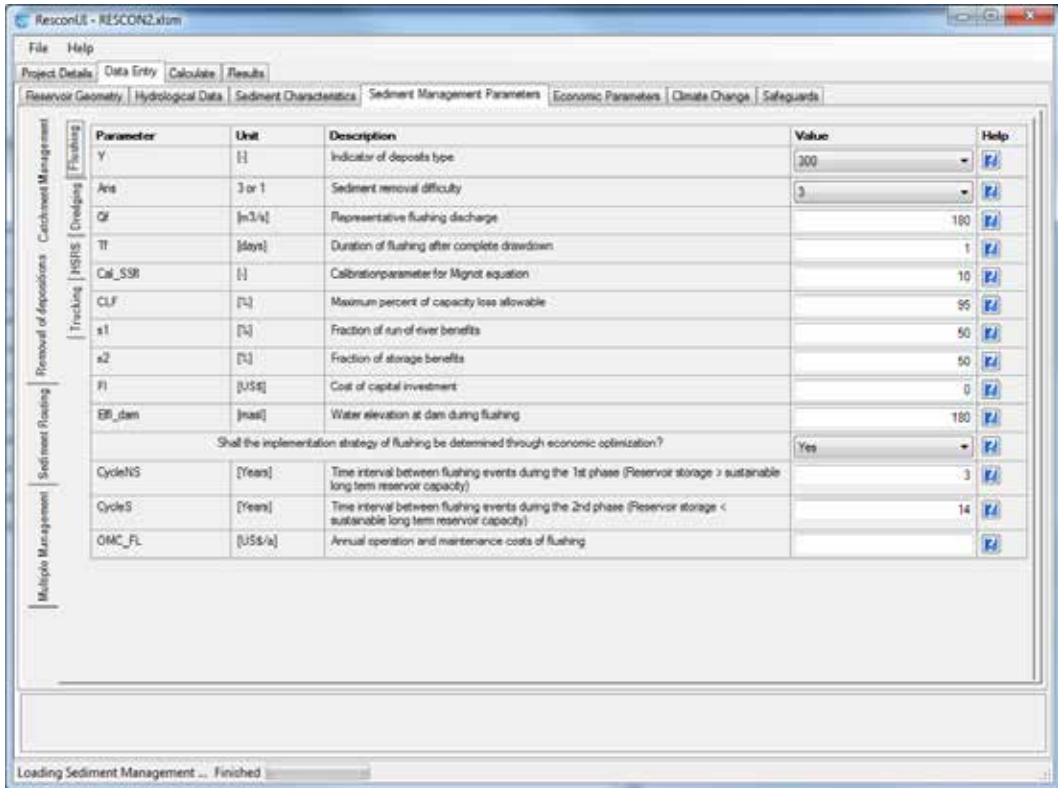 ResconUI - RESCON2.xlsm
File Help
Project Details Data Entry Calculate Results
Reservoir Geometry Hydrological Data Sediment Characteristics Sediment Management Parameters Economic Parameters Climate Change Safeguards
Catchment Management
Removal of depositions
Sediment Routing
Multiple Management
Flushing
Dredging
HSRS
Trucking
Parameter Unit Description Value Help
Y [-] Indicator of deposits type 300
Ans 3 or 1 Sediment removal difficulty 3
Qf [m3/s] Representative flushing discharge 180
Tf [days] Duration of flushing after complete drawdown 1
Cal_SSfl [-] Calibrationparameter for Mignot equation 10
CLF [%] Maximum percent of capacity loss allowable 95
s1 [%] Fraction of run-of-river benefits 50
s2 [%] Fraction of storage benefits 50
FI [US$] Cost of capital investment 0
Elfl_dam [masl] Water elevation at dam during flushing 180
Shall the implementation strategy of flushing be determined through economic optimization? Yes
CycleNS [Years] Time interval between flushing events during the 1st phase (Reservoir storage > sustainable
long term reservoir capacity) 3
CycleS [Years] Time interval between flushing events during the 2nd phase (Reservoir storage <
sustainable long term reservoir capacity) 14
OMC_FL [US$/a] Annual operation and maintenance costs of flushing
Loading Sediment Management ... Finished